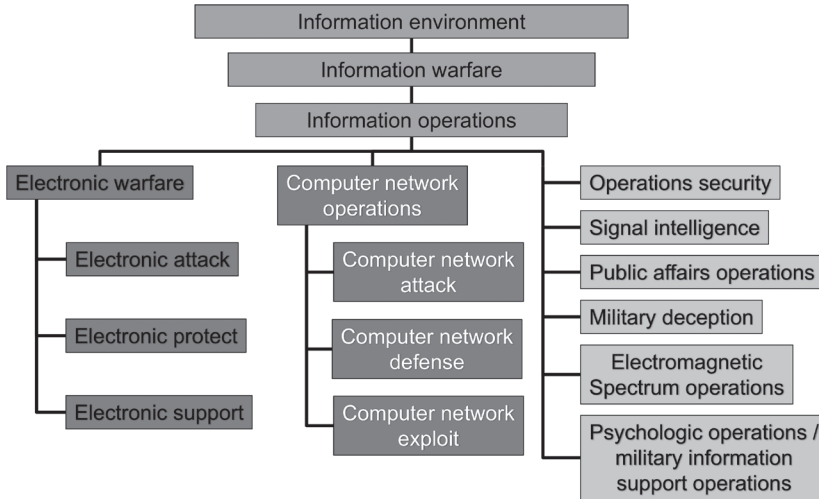 Information environment
Information warfare
Information operations
Electronic warfare
Electronic attack
Electronic protect
Electronic support
Computer network
operations
Computer network
attack
Computer network
defense
Computer network
exploit
Operations security
Signal intelligence
Public affairs operations
Military deception
Electromagnetic
Spectrum operations
Psychologic operations /
military information
support operations